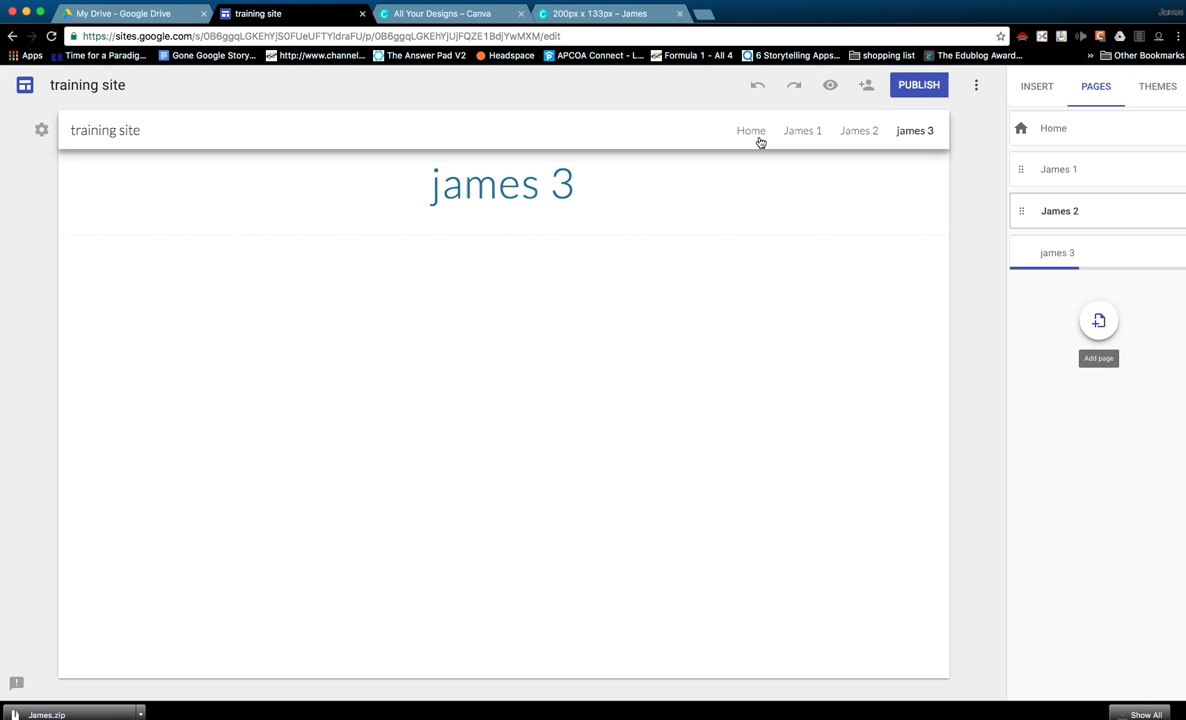 My Drive - Google Drive
training site
All Your Designs – Canva
200px x 133px – James
James
https://sites.google.com/s/0B6ggqLGKEhYjS0FUeUFTYldraFU/p/0B6ggqLGKEhYjUjFQZE1BdjYwMXM/edit
Apps
Time for a Paradig...
Gone Google Story...
http://www.channel...
The Answer Pad V2
Headspace
APCOA Connect - L...
Formula 1 - All 4
shopping list
6 Storytelling Apps...
The Edublog Award...
» Other Bookmarks
training site
PUBLISH
INSERT
PAGES
THEMES
training site
Home
James 1
James 2
james 3
james 3
Home
James 1
James 2
james 3
Add page
James.zip
Show All